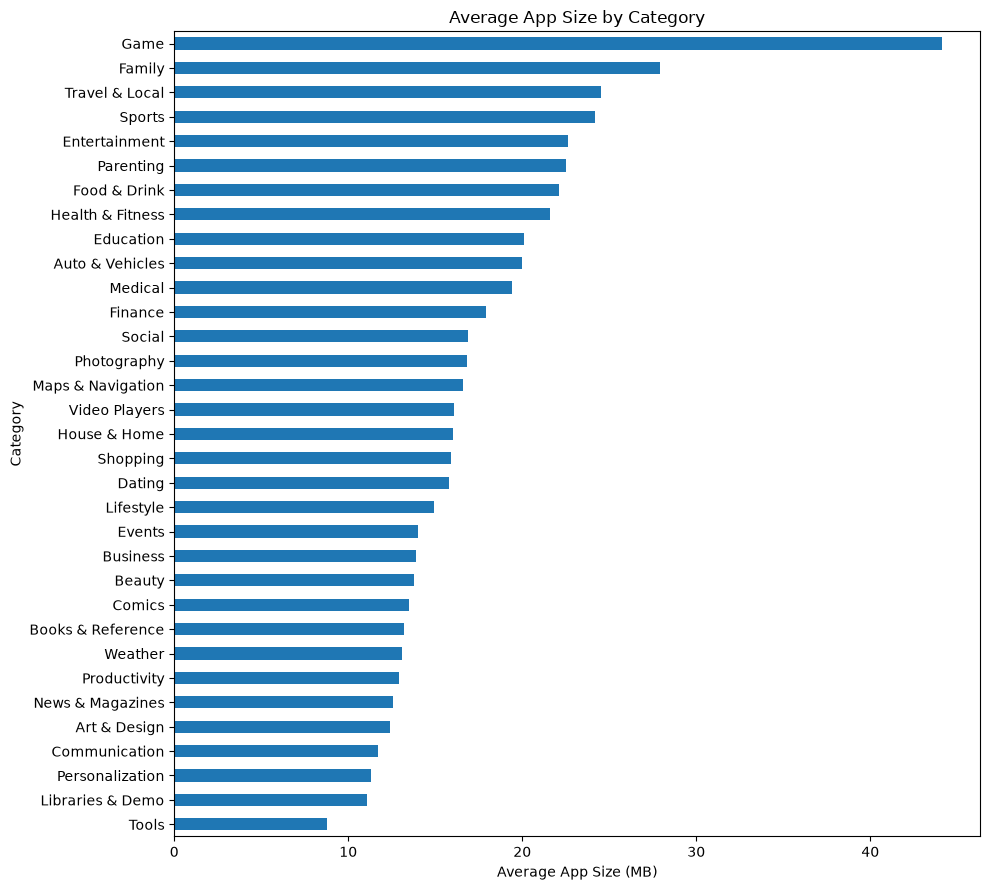 Average App Size by Category
Game
Family
Travel & Local
Sports
Entertainment
Parenting
Food & Drink
Health & Fitness
Education
Auto & Vehicles
Medical
Finance
Social
Photography
Maps & Navigation
Video Players
House & Home
Shopping
Dating
Lifestyle
Events
Business
Beauty
Comics
Books & Reference
Weather
Productivity
News & Magazines
Art & Design
Communication
Personalization
Libraries & Demo
Tools
Category
0 10 20 30 40
Average App Size (MB)